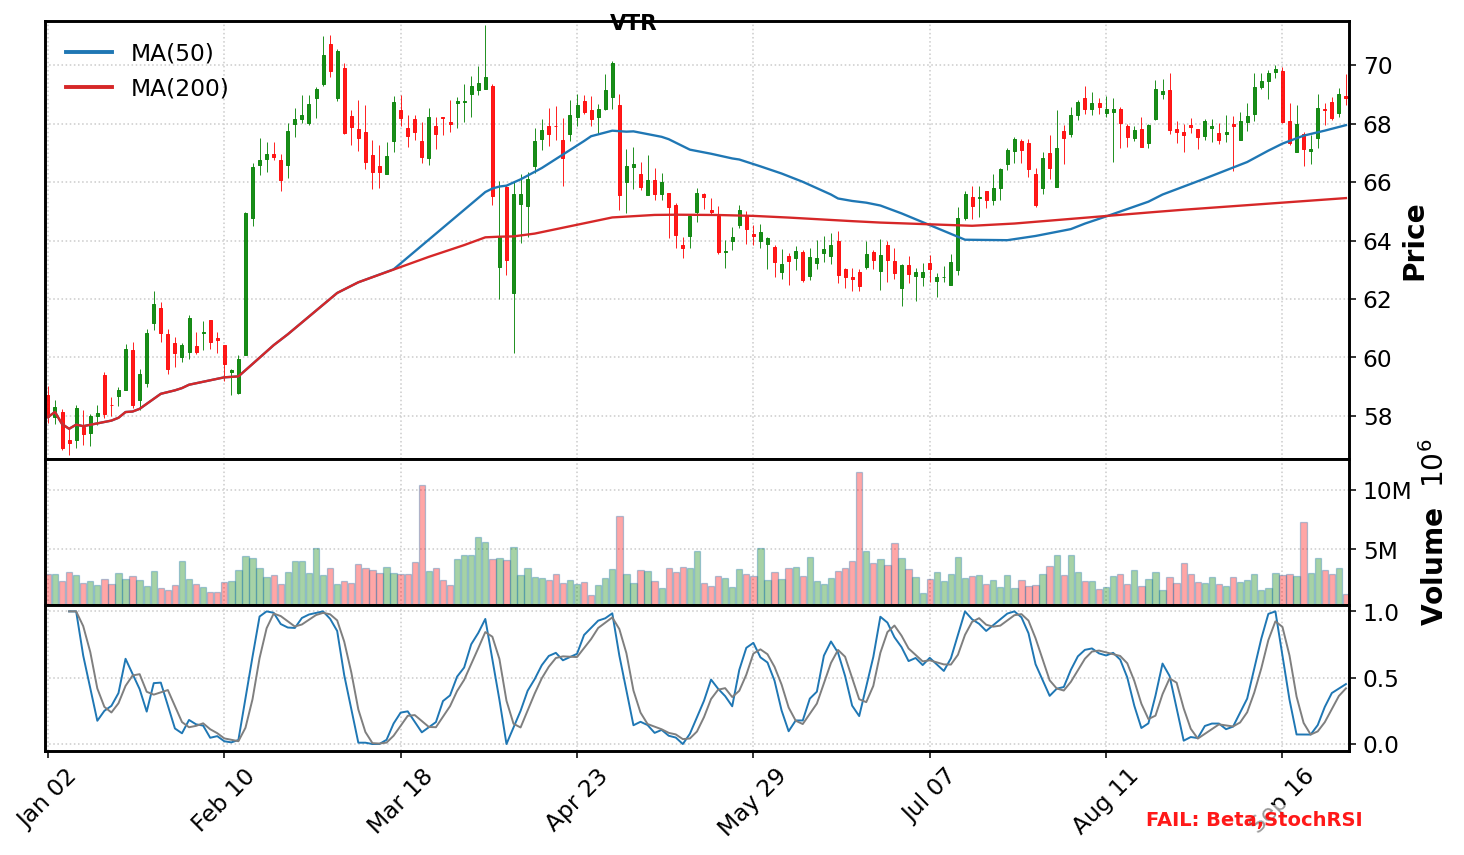 VTR
MA(50)
MA(200)
70
68
66
64
62
60
58
Price
10M
5M
Volume 10^6
1.0
0.5
0.0
Jan 02
Feb 10
Mar 18
Apr 23
May 29
Jul 07
Aug 11
Sep 16
FAIL: Beta,StochRSI